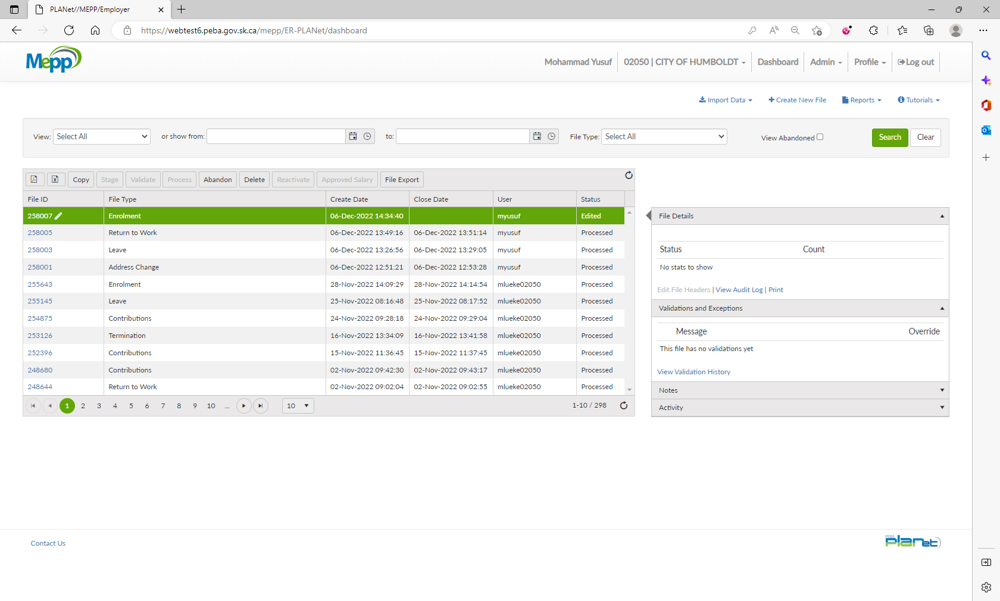 PLANet//MEPP/Employer
https://webtest6.peba.gov.sk.ca/mepp/ER-PLANet/dashboard
Mepp
Mohammad Yusuf
02050 | CITY OF HUMBOLDT
Dashboard
Admin
Profile
Log out
Import Data
Create New File
Reports
Tutorials
View: Select All or show from: to: File Type: Select All View Abandoned Search Clear
Copy Stage Validate Process Abandon Delete Reactivate Approved Salary File Export
File ID File Type Create Date Close Date User Status
258007 Enrolment 06-Dec-2022 14:34:40 myusuf Edited
258005 Return to Work 06-Dec-2022 13:49:16 06-Dec-2022 13:51:14 myusuf Processed
258003 Leave 06-Dec-2022 13:26:56 06-Dec-2022 13:29:05 myusuf Processed
258001 Address Change 06-Dec-2022 12:51:21 06-Dec-2022 12:53:28 myusuf Processed
255643 Enrolment 28-Nov-2022 14:09:29 28-Nov-2022 14:14:54 mlueke02050 Processed
255145 Leave 25-Nov-2022 08:16:48 25-Nov-2022 08:17:52 mlueke02050 Processed
254875 Contributions 24-Nov-2022 09:28:18 24-Nov-2022 09:29:04 mlueke02050 Processed
253126 Termination 16-Nov-2022 13:34:09 16-Nov-2022 13:41:58 mlueke02050 Processed
252396 Contributions 15-Nov-2022 11:36:45 15-Nov-2022 11:37:45 mlueke02050 Processed
248680 Contributions 02-Nov-2022 09:42:30 02-Nov-2022 09:43:17 mlueke02050 Processed
248644 Return to Work 02-Nov-2022 09:02:04 02-Nov-2022 09:02:55 mlueke02050 Processed
1 2 3 4 5 6 7 8 9 10 ... 10 1-10 / 298
File Details
Status Count
No stats to show
Edit File Headers | View Audit Log | Print
Validations and Exceptions
Message Override
This file has no validations yet
View Validation History
Notes
Activity
Contact Us
PEBA
planet